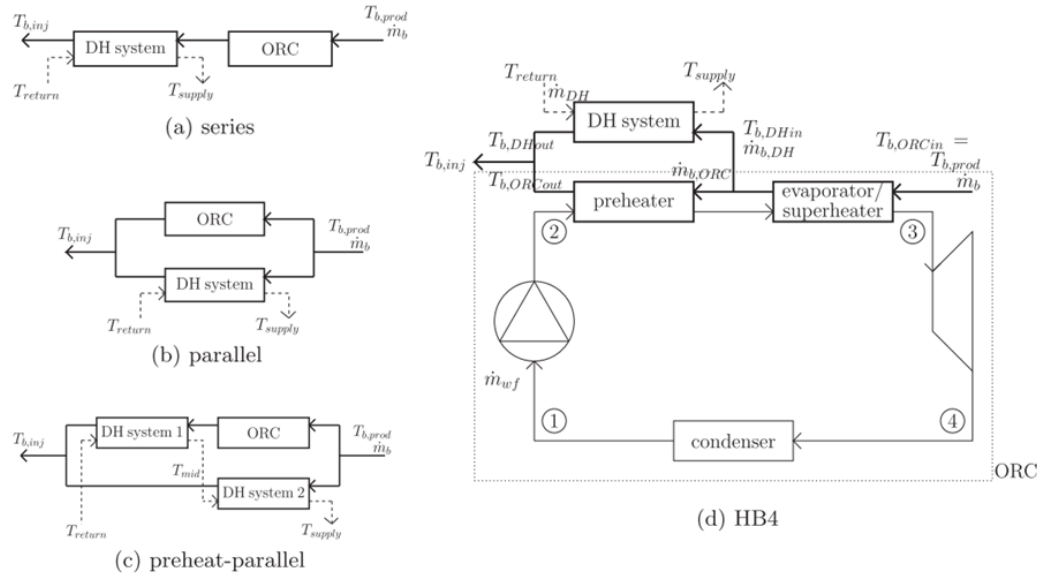 T_{b,inj}
T_{b,prod}
ṁ_b
DH system
ORC
T_{return}
T_{supply}
(a) series
ORC
T_{b,inj}
T_{b,prod}
ṁ_b
DH system
T_{return}
T_{supply}
(b) parallel
DH system 1
ORC
T_{b,inj}
T_{b,prod}
ṁ_b
T_{mid}
DH system 2
T_{return}
T_{supply}
(c) preheat-parallel
T_{return}
ṁ_{DH}
T_{supply}
DH system
T_{b,DHout}
T_{b,DHin}
ṁ_{b,DH}
T_{b,ORCin} =
T_{b,prod}
ṁ_b
T_{b,inj}
T_{b,ORCout}
ṁ_{b,ORC}
preheater
evaporator/
superheater
2
3
ṁ_{wf}
1
4
condenser
ORC
(d) HB4